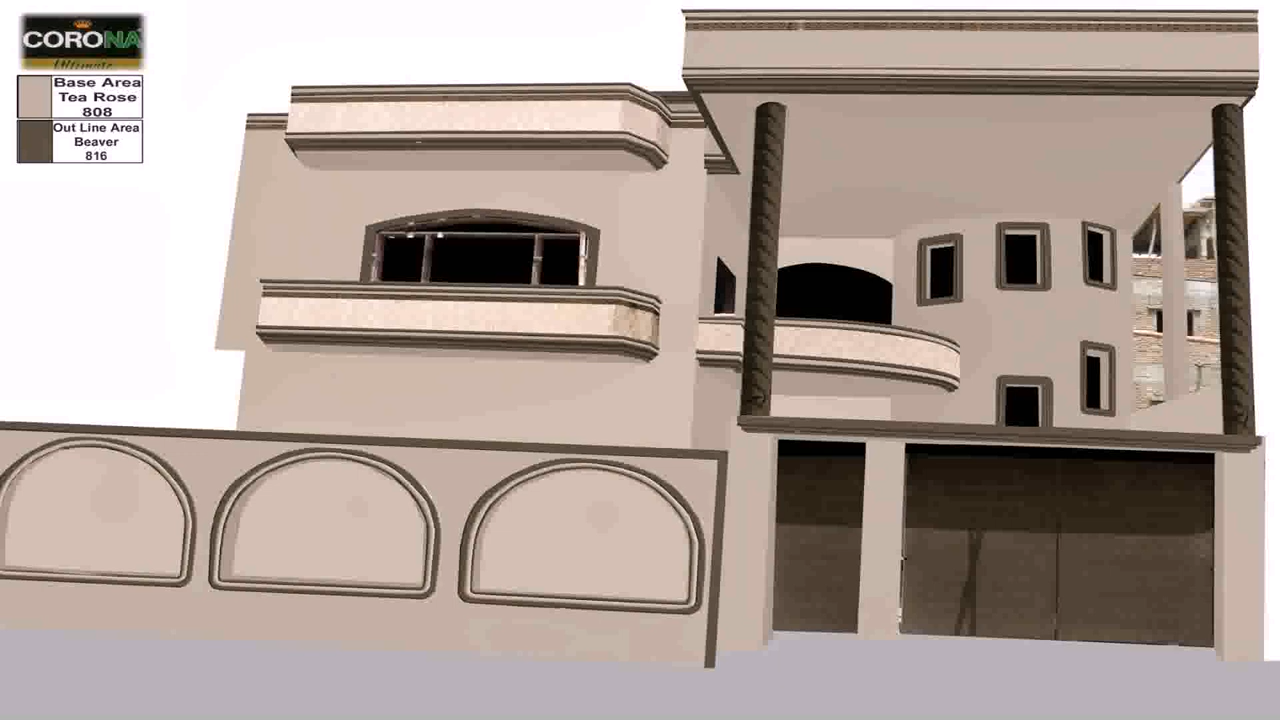 CORONA
Ultimate
Base Area
Tea Rose
808
Out Line Area
Beaver
816